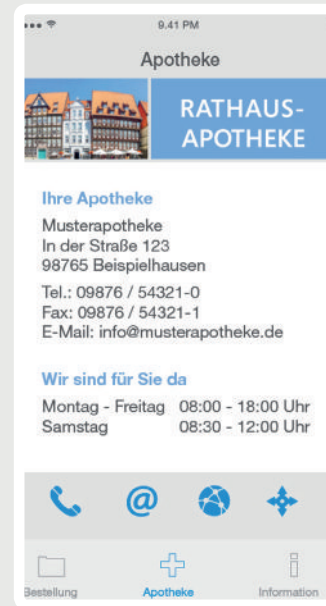 9.41 PM
Apotheke
RATHAUS-
APOTHEKE
Ihre Apotheke
Musterapotheke
In der Straße 123
98765 Beispielhausen
Tel.: 09876 / 54321-0
Fax: 09876 / 54321-1
E-Mail: info@musterapotheke.de
Wir sind für Sie da
Montag - Freitag 08:00 - 18:00 Uhr
Samstag 08:30 - 12:00 Uhr
Bestellung Apotheke Information